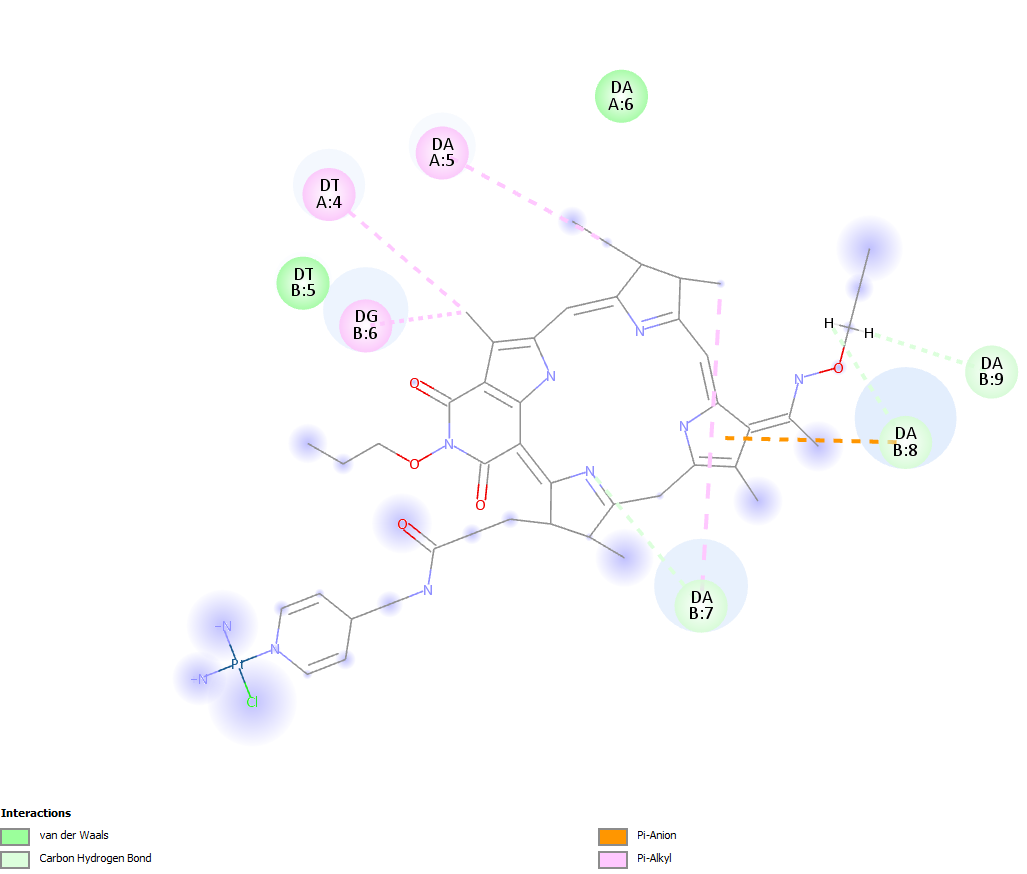 DA
A:6
DA
A:5
DT
A:4
DT
B:5
DG
B:6
H
H
N
O
N
DA
B:9
DA
B:8
N
O
N
N
O
O
N
O
N
DA
B:7
N
-N
Pt
N
-N
Cl
Interactions
van der Waals
Carbon Hydrogen Bond
Pi-Anion
Pi-Alkyl